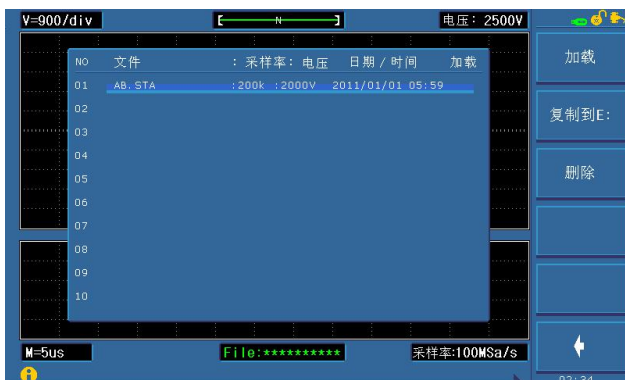 V=900/div
[ N ]
电压: 2500V
NO 文件 : 采样率: 电压 日期/时间 加载
01 AB.STA :200k :2000V 2011/01/01 05:59
02
03
04
05
06
07
08
09
10
加载
复制到E:
删除
M=5us
File:**********
采样率:100MSa/s